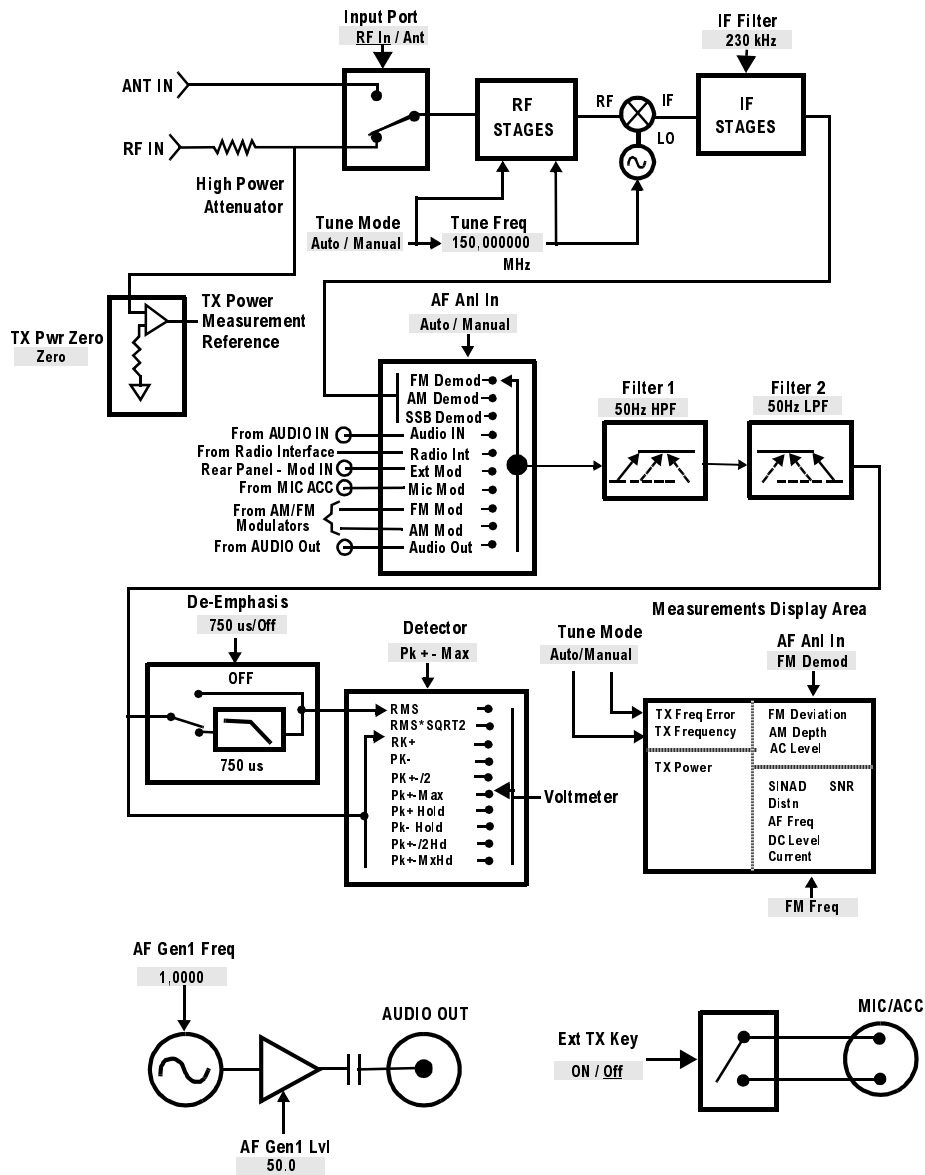 Input Port
RF In / Ant
IF Filter
230 kHz
ANT IN
RF IN
High Power
Attenuator
RF
STAGES
RF
IF
LO
IF
STAGES
Tune Mode
Auto / Manual
Tune Freq
150,000000
MHz
TX Pwr Zero
Zero
TX Power
Measurement
Reference
AF Anl In
Auto / Manual
FM Demod
AM Demod
SSB Demod
From AUDIO IN
Audio IN
From Radio Interface
Radio Int
Rear Panel - Mod IN
Ext Mod
From MIC ACC
Mic Mod
From AM/FM
Modulators
FM Mod
AM Mod
From AUDIO Out
Audio Out
Filter 1
50Hz HPF
Filter 2
50Hz LPF
De-Emphasis
750 us/Off
OFF
750 us
Detector
Pk + - Max
RMS
RMS*SQRT2
RK+
PK-
PK+-/2
Pk+-Max
Pk+ Hold
Pk- Hold
Pk+-/2Hd
Pk+-MxHd
Voltmeter
Measurements Display Area
Tune Mode
Auto/Manual
AF Anl In
FM Demod
TX Freq Error
TX Frequency
TX Power
FM Deviation
AM Depth
AC Level
SINAD SNR
Distn
AF Freq
DC Level
Current
FM Freq
AF Gen1 Freq
1,0000
AUDIO OUT
AF Gen1 Lvl
50.0
Ext TX Key
ON / Off
MIC/ACC